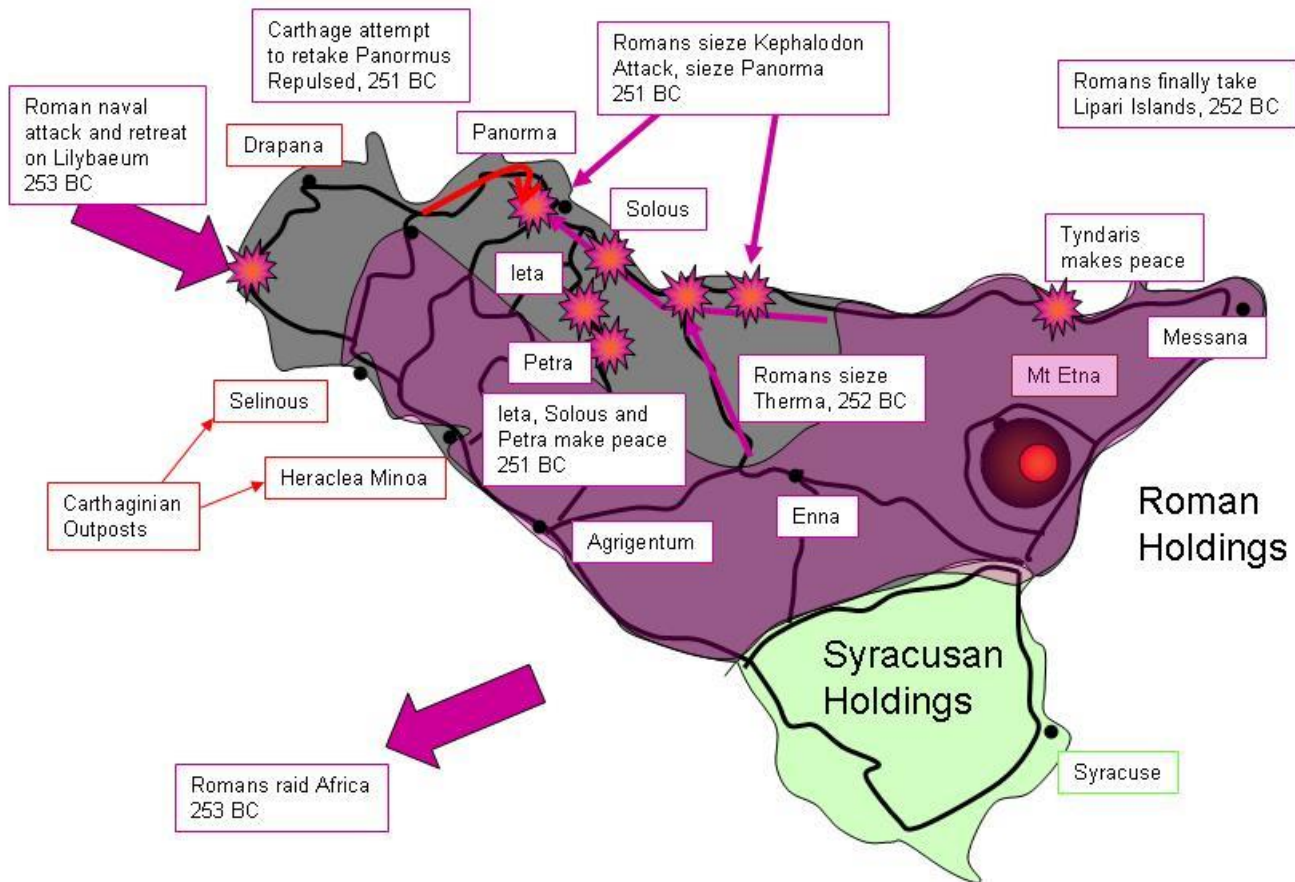 Carthage attempt
to retake Panormus
Repulsed, 251 BC
Romans sieze Kephalodon
Attack, sieze Panorma
251 BC
Romans finally take
Lipari Islands, 252 BC
Roman naval
attack and retreat
on Lilybaeum
253 BC
Drapana
Panorma
Solous
Tyndaris
makes peace
Ieta
Messana
Petra
Romans sieze
Therma, 252 BC
Mt Etna
Selinous
Ieta, Solous and
Petra make peace
251 BC
Heraclea Minoa
Carthaginian
Outposts
Agrigentum
Enna
Roman
Holdings
Syracusan
Holdings
Syracuse
Romans raid Africa
253 BC